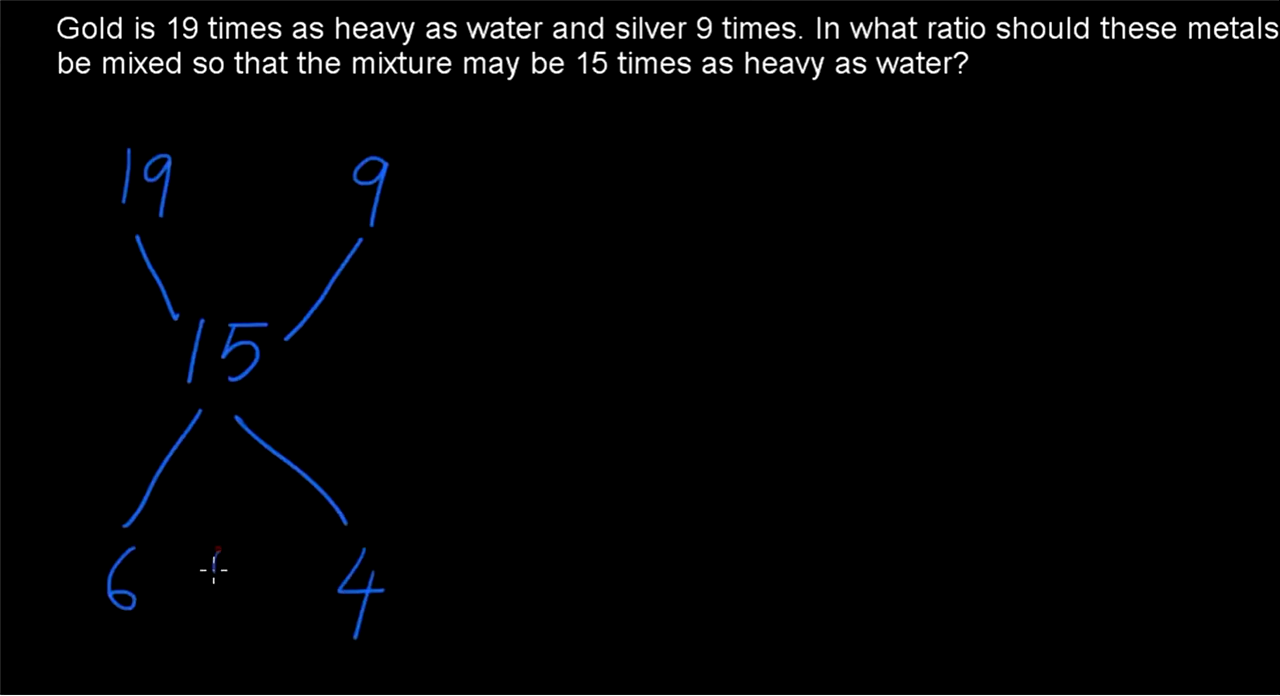 Gold is 19 times as heavy as water and silver 9 times. In what ratio should these metals
be mixed so that the mixture may be 15 times as heavy as water?
19 9
15
6 4